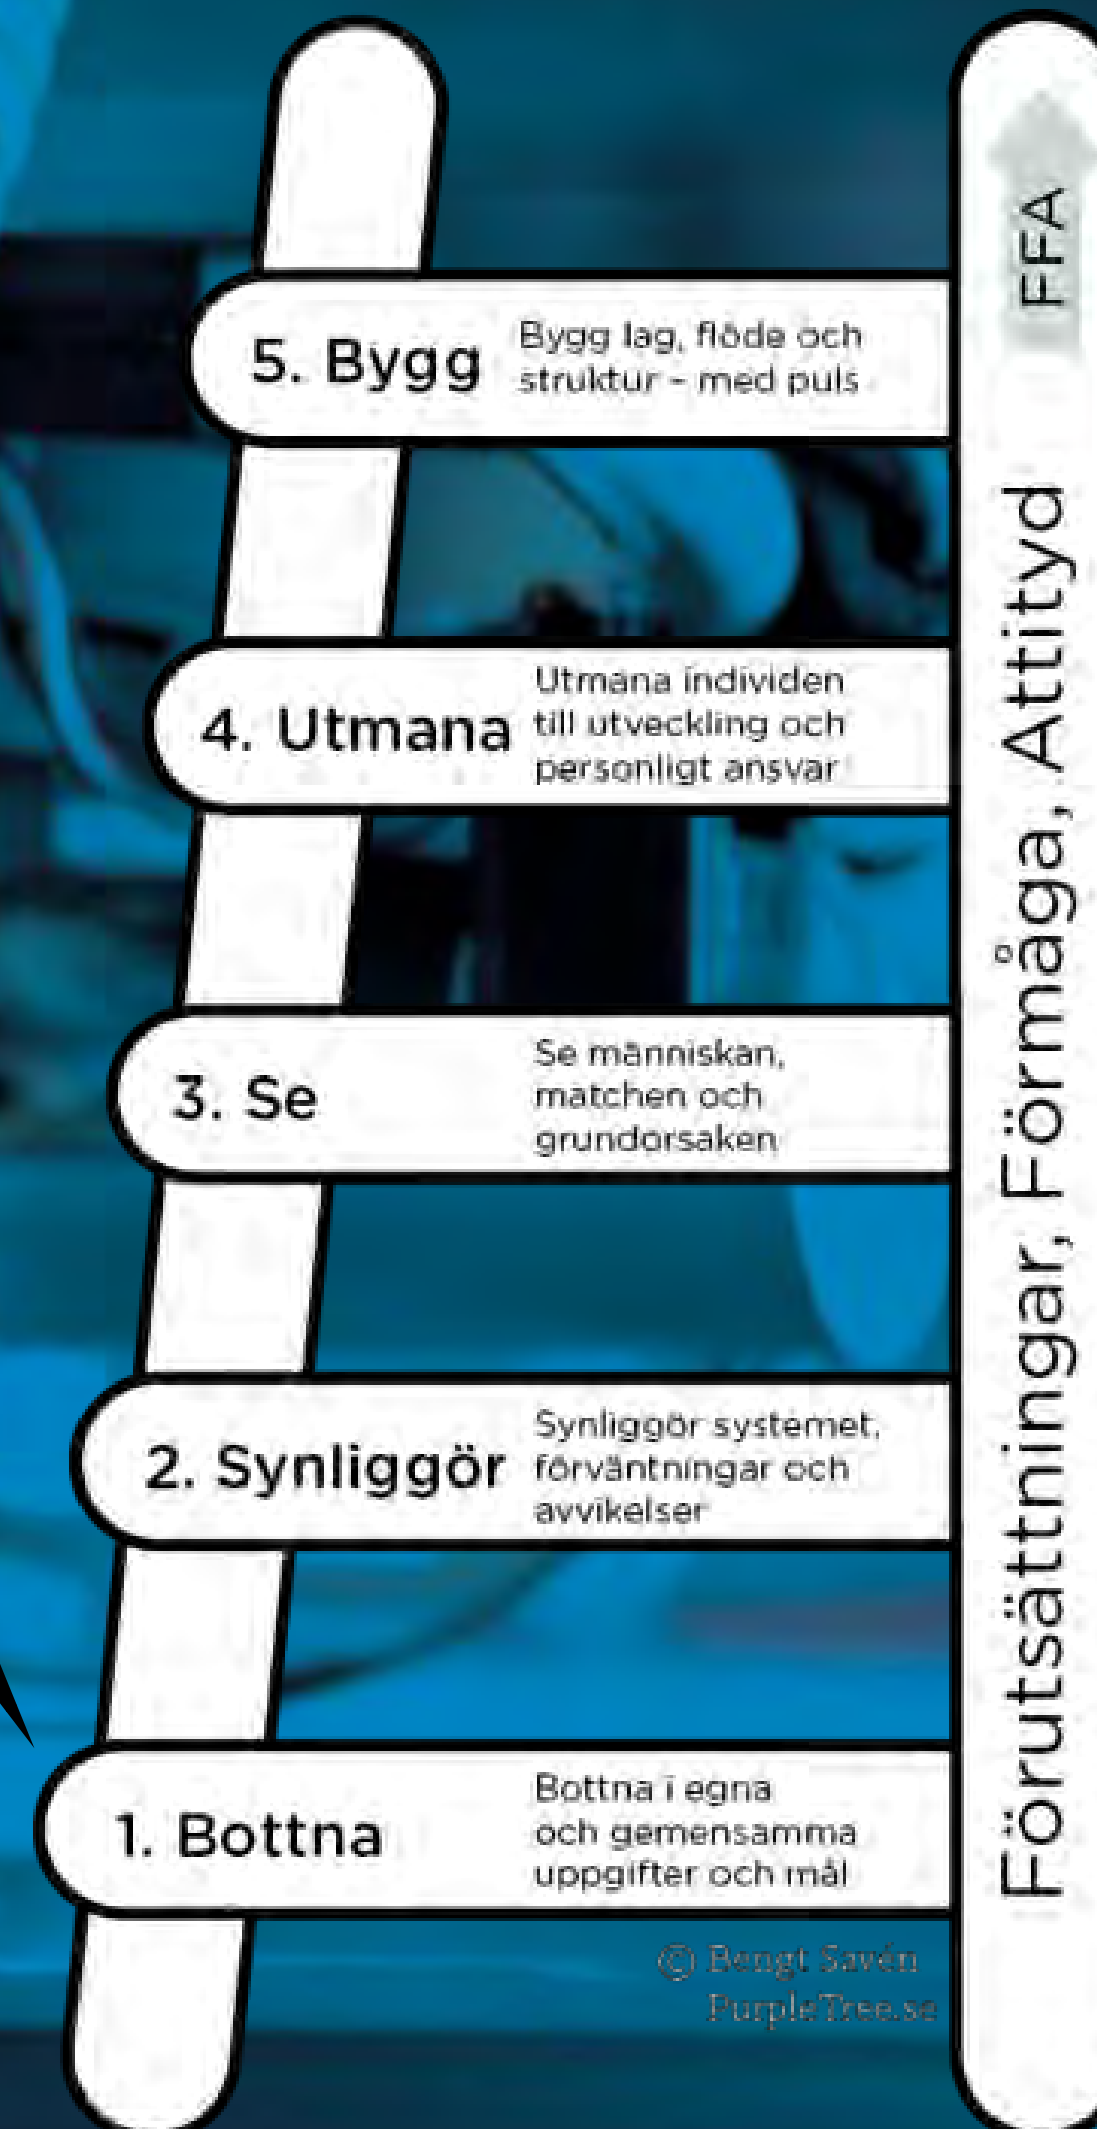 5. Bygg
Bygg lag, flöde och
struktur – med puls
4. Utmana
Utmana individen
till utveckling och
personligt ansvar
3. Se
Se människan,
matchen och
grundorsaken
2. Synliggör
Synliggör systemet,
förväntningar och
avvikelser
1. Bottna
Bottna i egna
och gemensamma
uppgifter och mål
Förutsättningar, Förmåga, Attityd
FFA
© Bengt Savén
PurpleTree.se